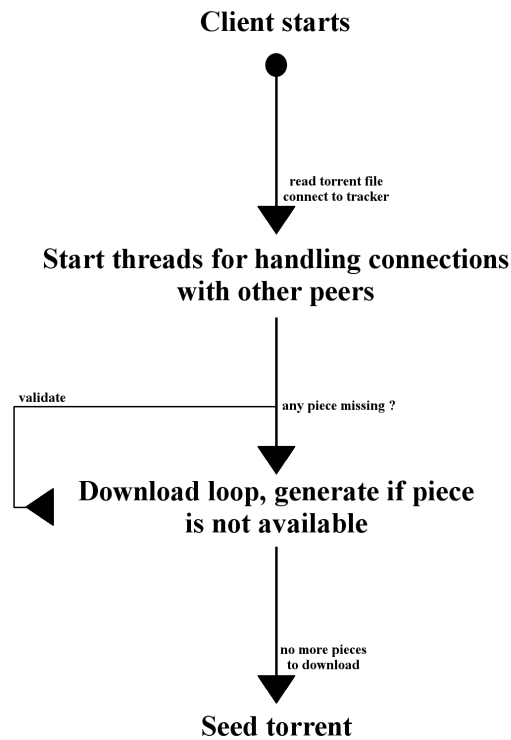 Client starts
read torrent file
connect to tracker
Start threads for handling connections
with other peers
validate
any piece missing ?
Download loop, generate if piece
is not available
no more pieces
to download
Seed torrent